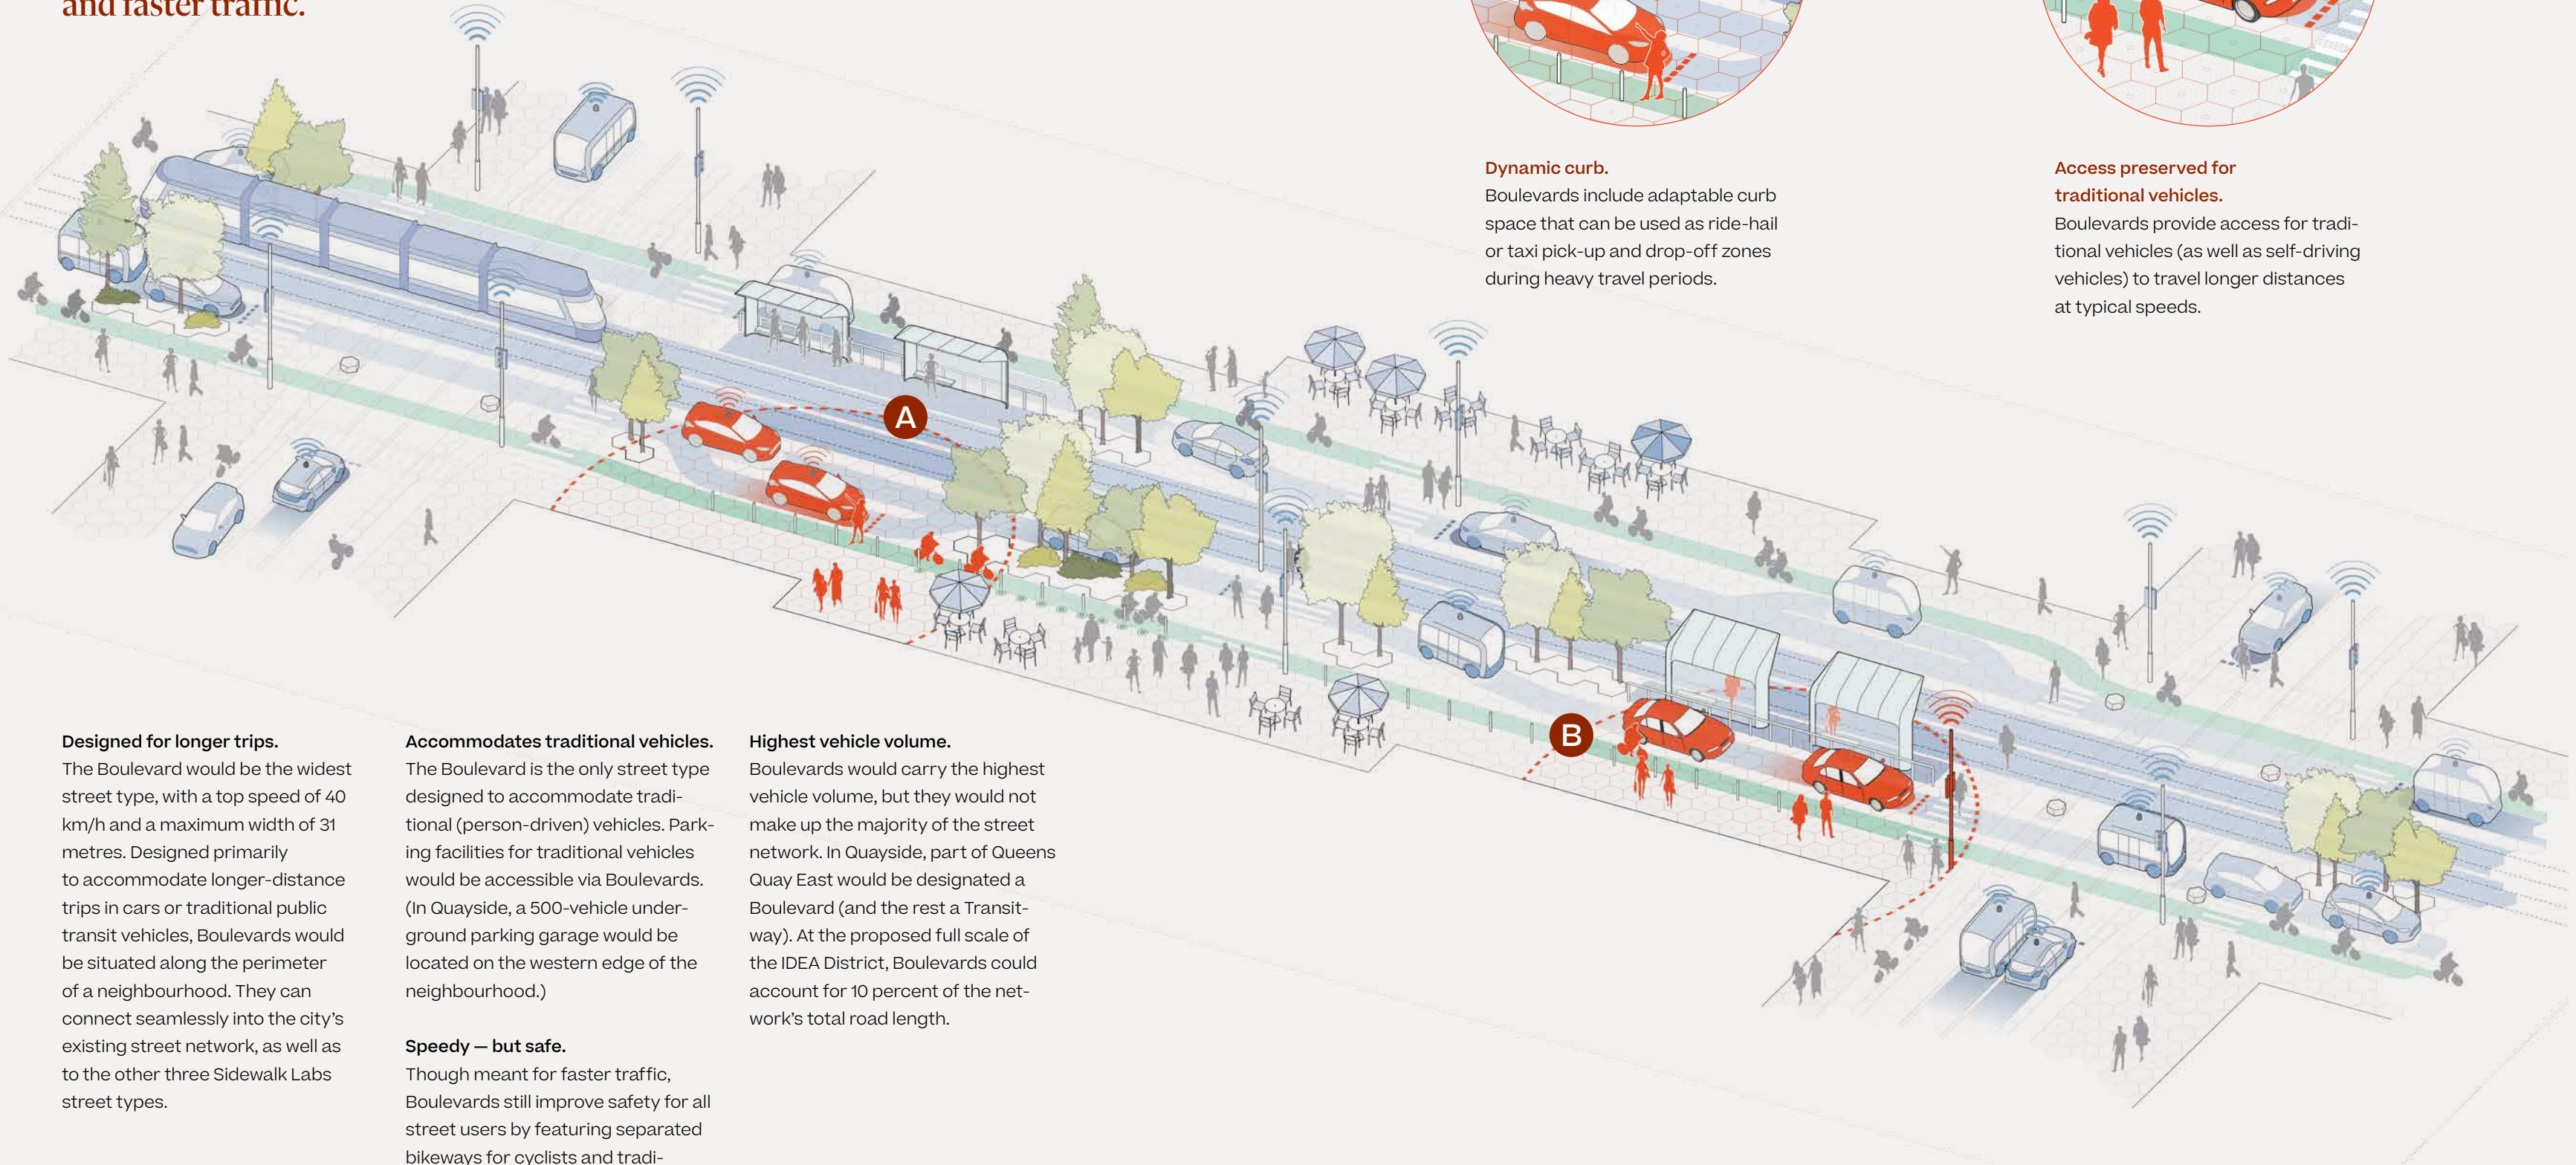 and faster traffic.
Dynamic curb.
Boulevards include adaptable curb
space that can be used as ride-hail
or taxi pick-up and drop-off zones
during heavy travel periods.
Access preserved for
traditional vehicles.
Boulevards provide access for tradi-
tional vehicles (as well as self-driving
vehicles) to travel longer distances
at typical speeds.
A
B
Designed for longer trips.
The Boulevard would be the widest
street type, with a top speed of 40
km/h and a maximum width of 31
metres. Designed primarily
to accommodate longer-distance
trips in cars or traditional public
transit vehicles, Boulevards would
be situated along the perimeter
of a neighbourhood. They can
connect seamlessly into the city’s
existing street network, as well as
to the other three Sidewalk Labs
street types.
Accommodates traditional vehicles.
The Boulevard is the only street type
designed to accommodate tradi-
tional (person-driven) vehicles. Park-
ing facilities for traditional vehicles
would be accessible via Boulevards.
(In Quayside, a 500-vehicle under-
ground parking garage would be
located on the western edge of the
neighbourhood.)
Speedy — but safe.
Though meant for faster traffic,
Boulevards still improve safety for all
street users by featuring separated
bikeways for cyclists and tradi-
Highest vehicle volume.
Boulevards would carry the highest
vehicle volume, but they would not
make up the majority of the street
network. In Quayside, part of Queens
Quay East would be designated a
Boulevard (and the rest a Transit-
way). At the proposed full scale of
the IDEA District, Boulevards could
account for 10 percent of the net-
work’s total road length.